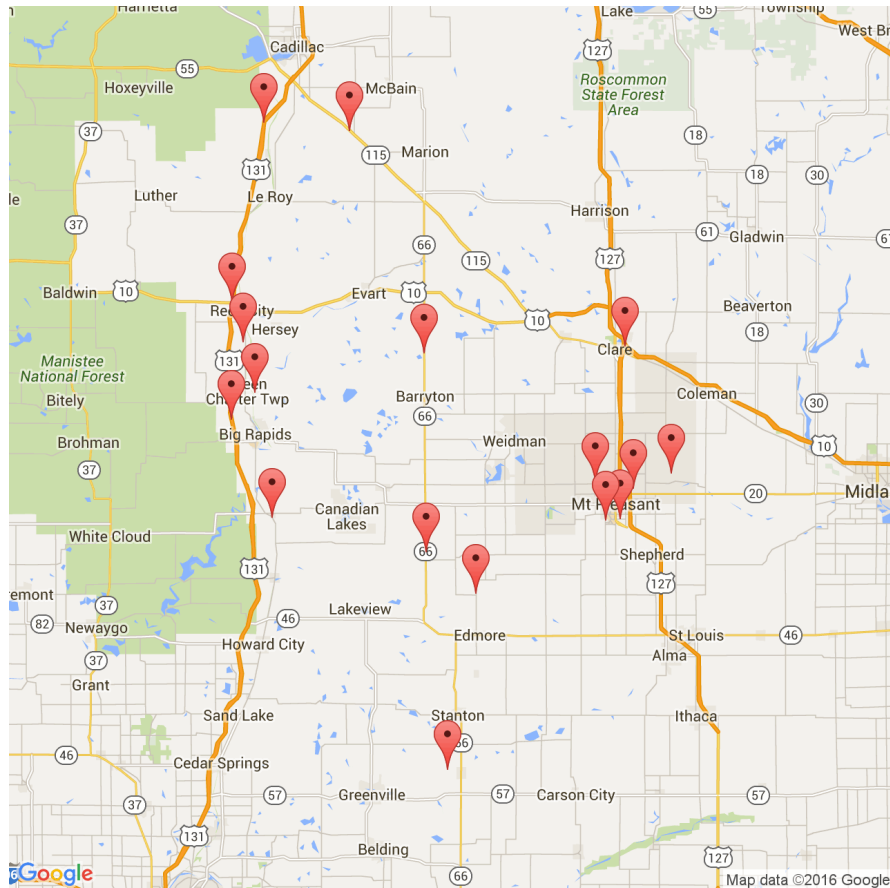 Harrietta
Lake
55
Township
West Br
Cadillac
127
55
Hoxeyville
McBain
Roscommon
State Forest
Area
37
115
Marion
18
131
Luther
Le Roy
18
30
le
37
Harrison
66
61
Gladwin
61
115
127
Baldwin
10
Evart
10
Beaverton
Hersey
10
18
Clare
Manistee
National Forest
131
Bitely
Charter Twp
Barryton
Coleman
30
66
Brohman
Big Rapids
Weidman
10
37
20
Midla
Canadian
Lakes
Mt Pleasant
White Cloud
66
Shepherd
131
127
remont
37
82
Newaygo
46
Lakeview
Edmore
St Louis
46
Howard City
Alma
37
Grant
Sand Lake
Stanton
Ithaca
66
46
Cedar Springs
37
57
Greenville
57
Carson City
57
131
Belding
127
66
Google
Map data ©2016 Google